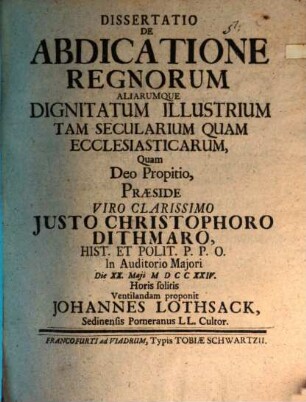 DISSERTATIO
DE
ABDICATIONE
REGNORUM
ALIARUMQUE
DIGNITATUM ILLUSTRIUM
TAM SECULARIUM QUAM
ECCLESIASTICARUM,
Quam
Deo Propitio,
PRÆSIDE
VIRO CLARISSIMO
JUSTO CHRISTOPHORO
DITHMARO,
HIST. ET POLIT. P. P. O.
In Auditorio Majori
Die XX. Maji M D C C XXIV.
Horis solitis
Ventilandam proponit
JOHANNES LOTHSACK,
Sedinensis Pomeranus LL. Cultor.
FRANCOFURTI ad VIADRUM, Typis TOBIÆ SCHWARTZII.